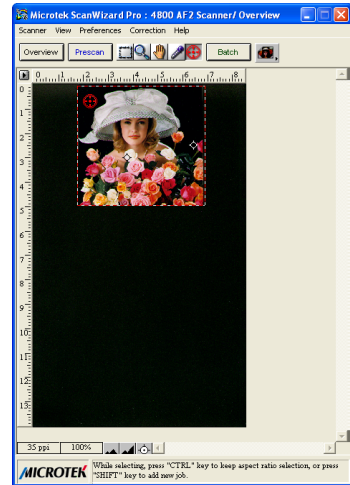 Microtek ScanWizard Pro : 4800 AF2 Scanner/ Overview
Scanner View Preferences Correction Help
Overview Prescan Batch
0 1 2 3 4 5 6 7 8
0
1
2
3
4
5
6
7
8
9
10
11
12
13
35 ppi 100%
MICROTEK
While selecting, press "CTRL" key to keep aspect ratio selection, or press
"SHIFT" key to add new job.